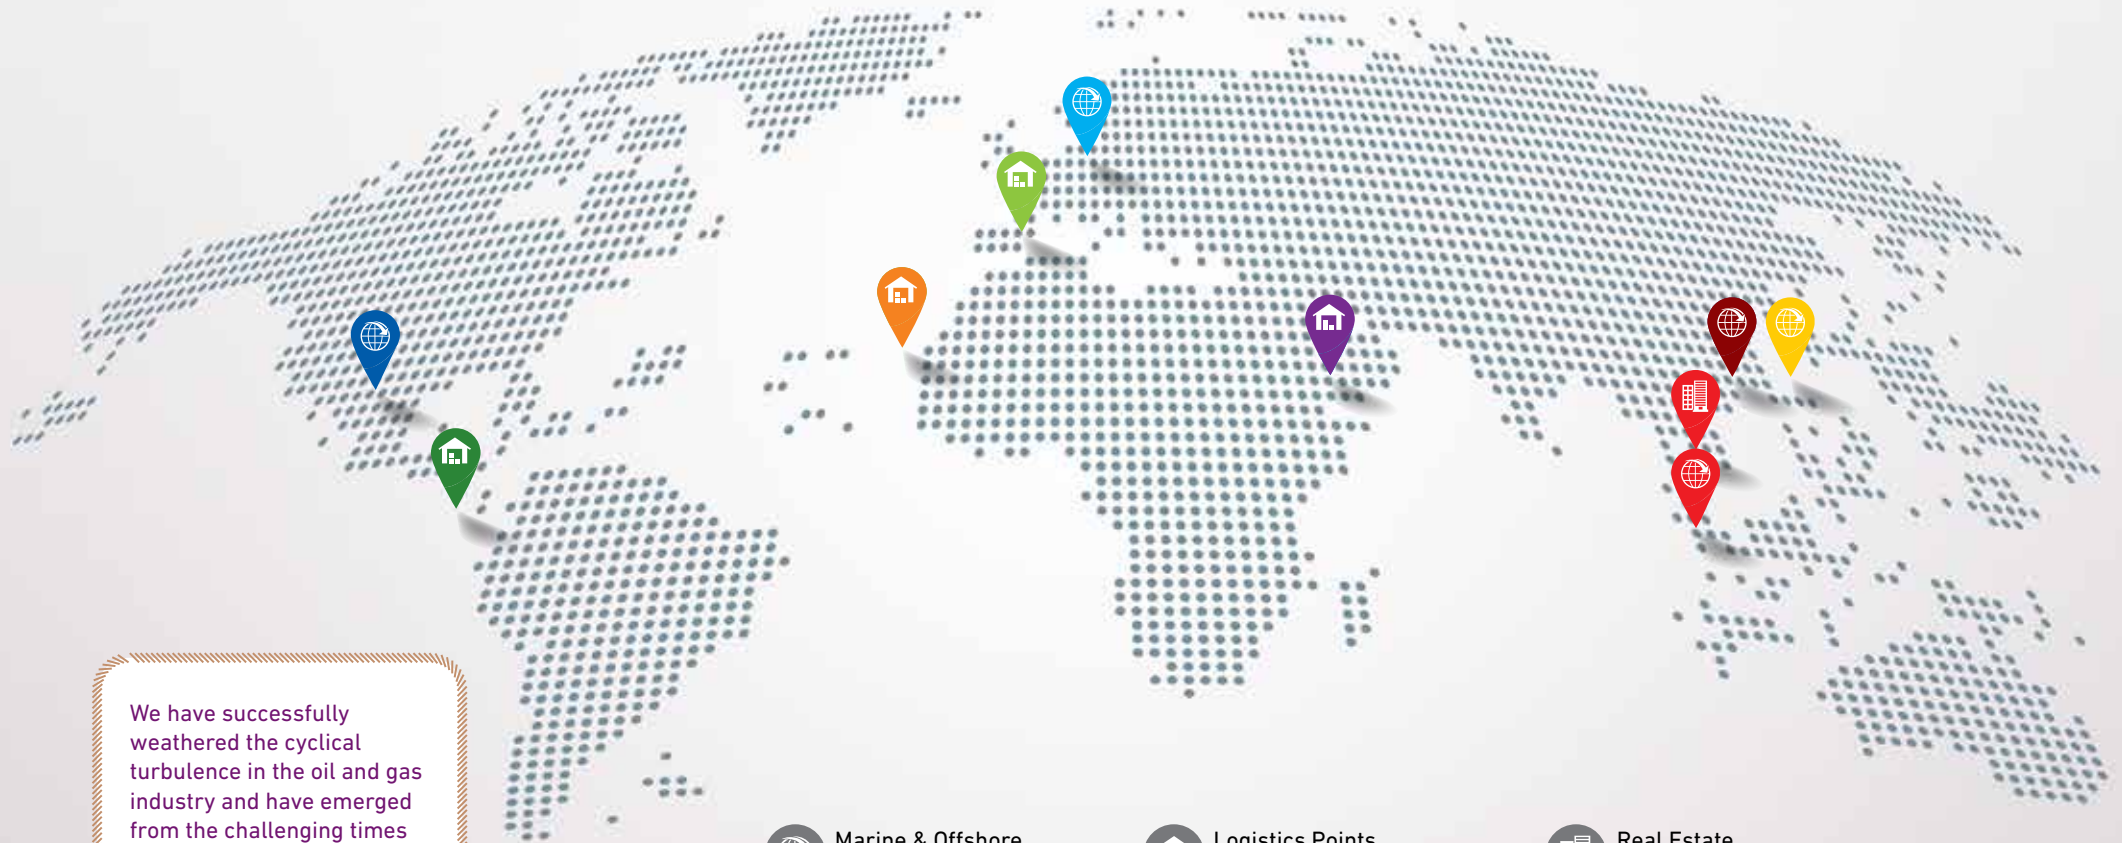 We have successfully
weathered the cyclical
turbulence in the oil and gas
industry and have emerged
from the challenging times
Marine & Offshore
Logistics Points
Real Estate